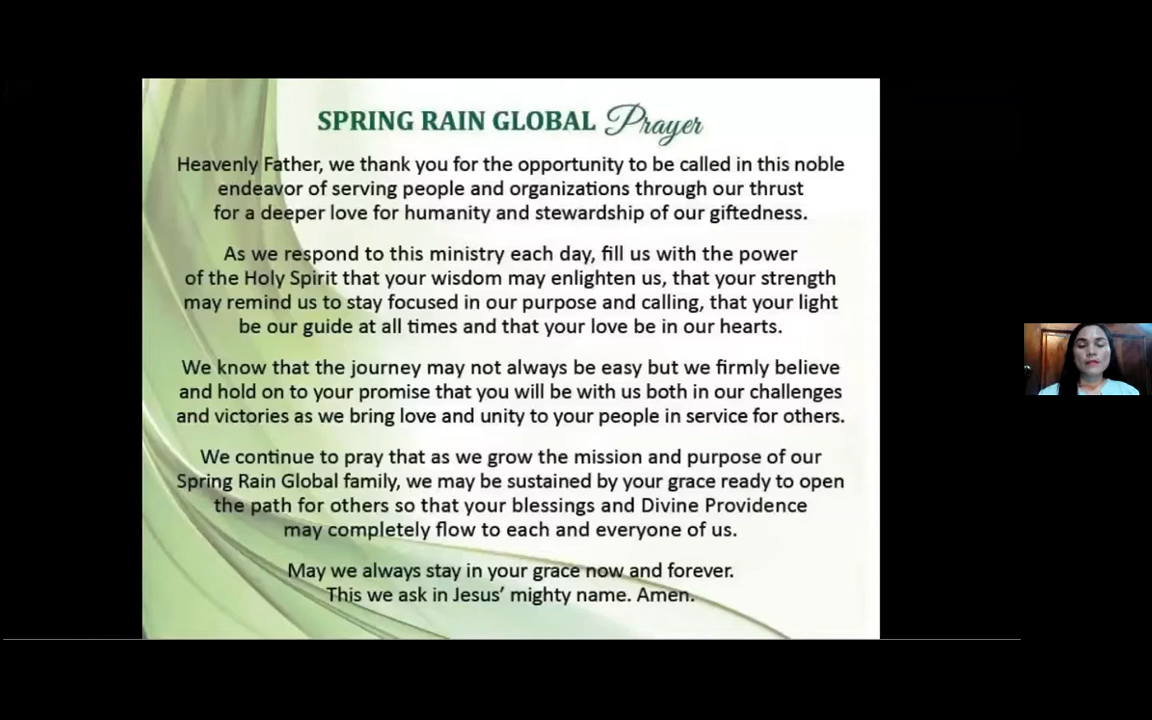 SPRING RAIN GLOBAL Prayer
Heavenly Father, we thank you for the opportunity to be called in this noble
endeavor of serving people and organizations through our thrust
for a deeper love for humanity and stewardship of our giftedness.
As we respond to this ministry each day, fill us with the power
of the Holy Spirit that your wisdom may enlighten us, that your strength
may remind us to stay focused in our purpose and calling, that your light
be our guide at all times and that your love be in our hearts.
We know that the journey may not always be easy but we firmly believe
and hold on to your promise that you will be with us both in our challenges
and victories as we bring love and unity to your people in service for others.
We continue to pray that as we grow the mission and purpose of our
Spring Rain Global family, we may be sustained by your grace ready to open
the path for others so that your blessings and Divine Providence
may completely flow to each and everyone of us.
May we always stay in your grace now and forever.
This we ask in Jesus' mighty name. Amen.